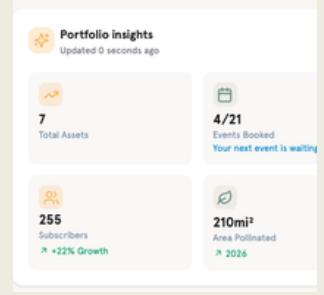 Portfolio insights
Updated 0 seconds ago
7
Total Assets
4/21
Events Booked
Your next event is waiting
255
Subscribers
↗ +22% Growth
210mi²
Area Pollinated
↗ 2026